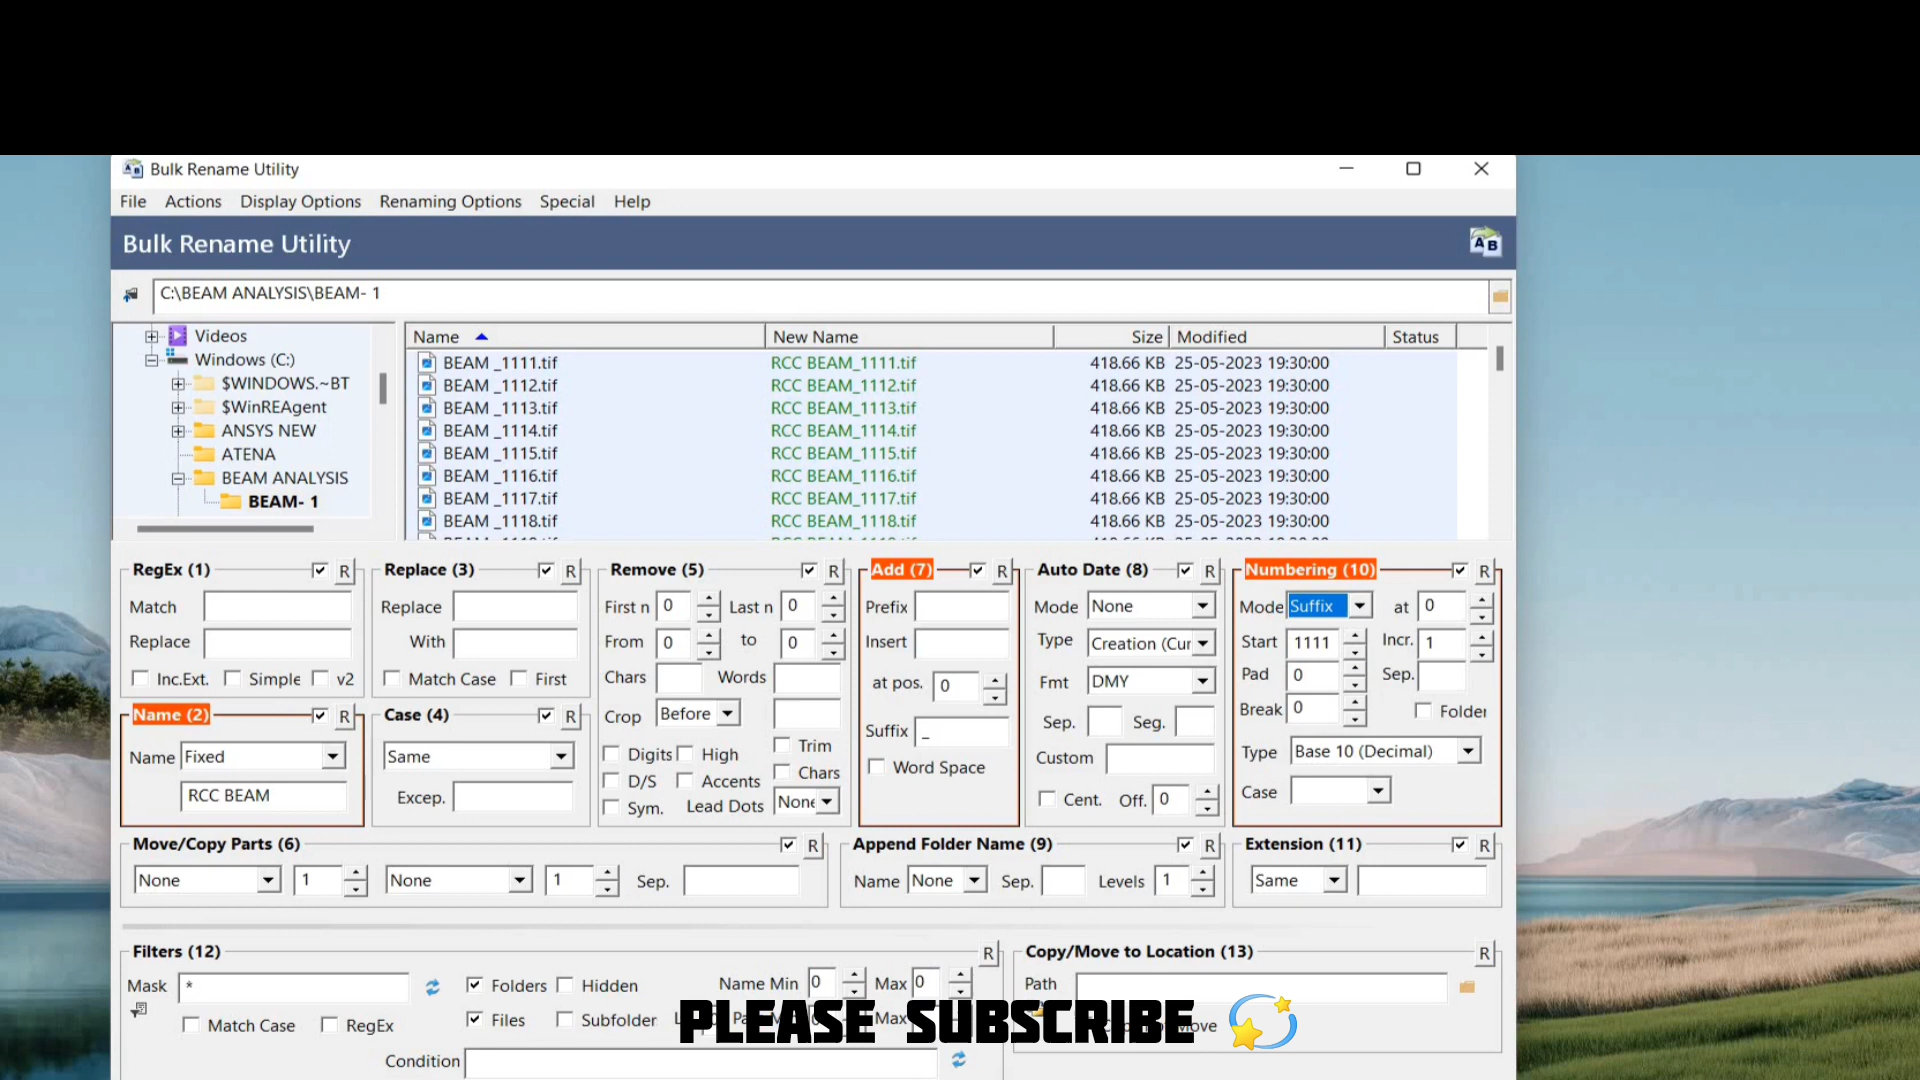 Bulk Rename Utility
File Actions Display Options Renaming Options Special Help
Bulk Rename Utility
C:\BEAM ANALYSIS\BEAM- 1
Videos
Windows (C:)
$WINDOWS.~BT
$WinREAgent
ANSYS NEW
ATENA
BEAM ANALYSIS
BEAM- 1
Name New Name Size Modified Status
BEAM _1111.tif RCC BEAM_1111.tif 418.66 KB 25-05-2023 19:30:00
BEAM _1112.tif RCC BEAM_1112.tif 418.66 KB 25-05-2023 19:30:00
BEAM _1113.tif RCC BEAM_1113.tif 418.66 KB 25-05-2023 19:30:00
BEAM _1114.tif RCC BEAM_1114.tif 418.66 KB 25-05-2023 19:30:00
BEAM _1115.tif RCC BEAM_1115.tif 418.66 KB 25-05-2023 19:30:00
BEAM _1116.tif RCC BEAM_1116.tif 418.66 KB 25-05-2023 19:30:00
BEAM _1117.tif RCC BEAM_1117.tif 418.66 KB 25-05-2023 19:30:00
BEAM _1118.tif RCC BEAM_1118.tif 418.66 KB 25-05-2023 19:30:00
RegEx (1) R
Match
Replace
Inc.Ext. Simple v2
Replace (3) R
Replace
With
Match Case First
Remove (5) R
First n 0 Last n 0
From 0 to 0
Chars Words
Crop Before
Digits High Trim
D/S Accents Chars
Sym. Lead Dots None
Add (7) R
Prefix
Insert
at pos. 0
Suffix _
Word Space
Auto Date (8) R
Mode None
Type Creation (Cur
Fmt DMY
Sep. Seg.
Custom
Cent. Off. 0
Numbering (10) R
Mode Suffix at 0
Start 1111 Incr. 1
Pad 0 Sep.
Break 0 Folder
Type Base 10 (Decimal)
Case
Name (2) R
Name Fixed
RCC BEAM
Case (4) R
Same
Excep.
Move/Copy Parts (6) R
None 1 None 1 Sep.
Append Folder Name (9) R
Name None Sep. Levels 1
Extension (11) R
Same
Filters (12) R
Mask * Folders Hidden Name Min 0 Max 0
Match Case RegEx Files Subfolder Max
Condition
Copy/Move to Location (13) R
Path
PLEASE SUBSCRIBE